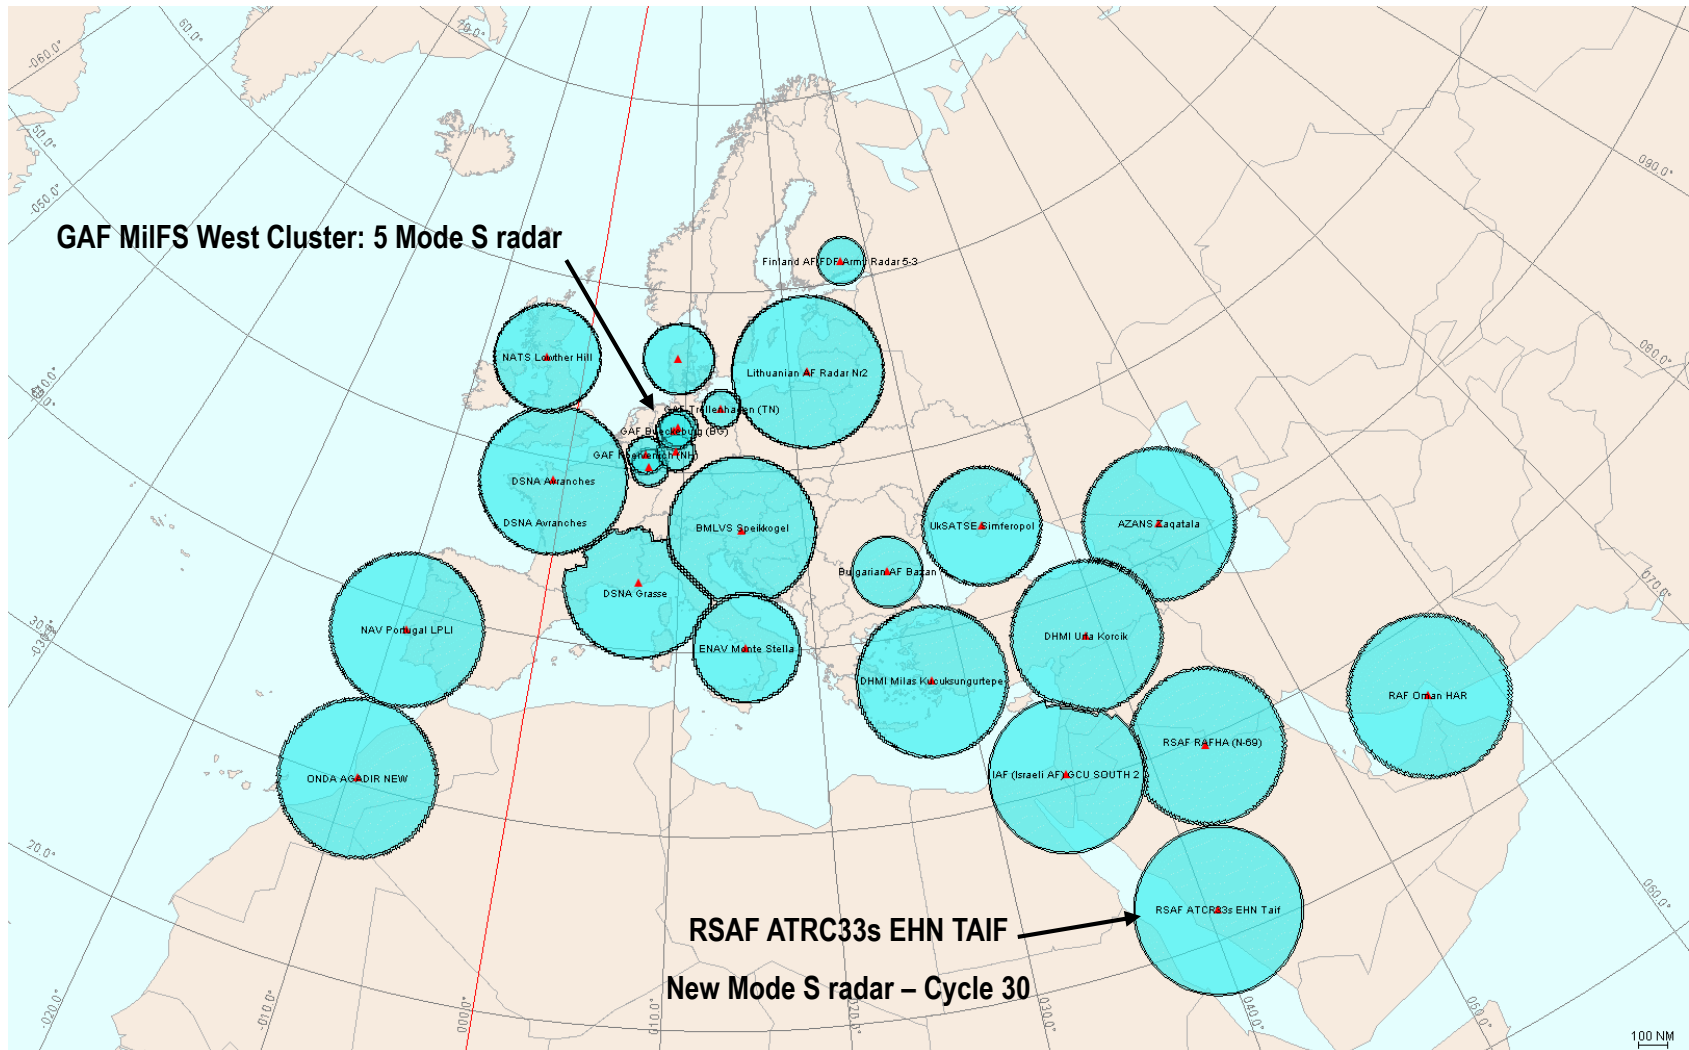 -060.0°
60.0°
70.0°
-050.0°
50.0°
090.0°
GAF MilFS West Cluster: 5 Mode S radar
Finland AF/FDF Army Radar 5-3
NATS Lowther Hill
Lithuanian AF Radar Nr2
080.0°
GAF Trollenhagen (TN)
GAF Bueckeburg (BG)
GAF Noervenich (NH)
DSNA Avranches
DSNA Avranches
BMLVS Speikkogel
UkSATSE Simferopol
AZANS Zaqatala
Bulgarian AF Bazan
070.0°
DSNA Grasse
30.0°
NAV Portugal LPLI
DHMI Ura Korcik
ENAV Monte Stella
DHMI Milas Kucuksungurtepe
RAF Oman HAR
RSAF RAFHA (N-69)
ONDA AGADIR NEW
IAF (Israeli AF) GCU SOUTH 2
20.0°
060.0°
RSAF ATCR33s EHN Taif
RSAF ATRC33s EHN TAIF
New Mode S radar – Cycle 30
-020.0°
-010.0°
000.0°
010.0°
020.0°
030.0°
040.0°
050.0°
100 NM